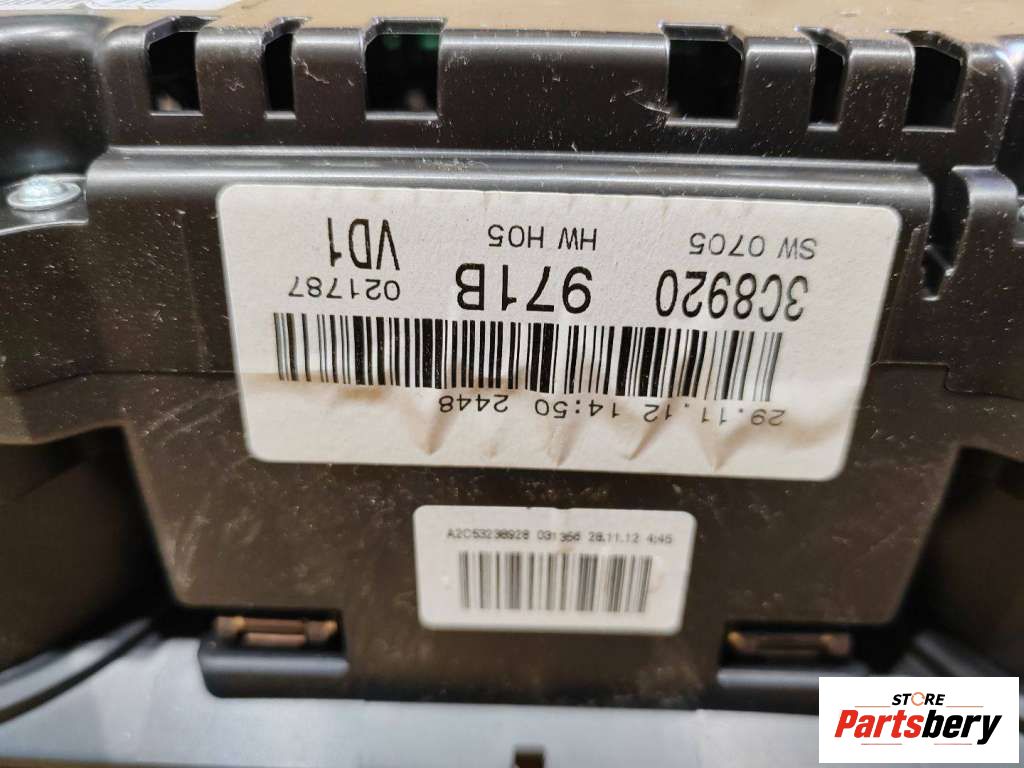 29.11.12 14:50 2448
3C8920 971B 021787
SW 0705 HW H05 VD1
A2C53238928 031366 28.11.12 4:45
STORE
Partsbery